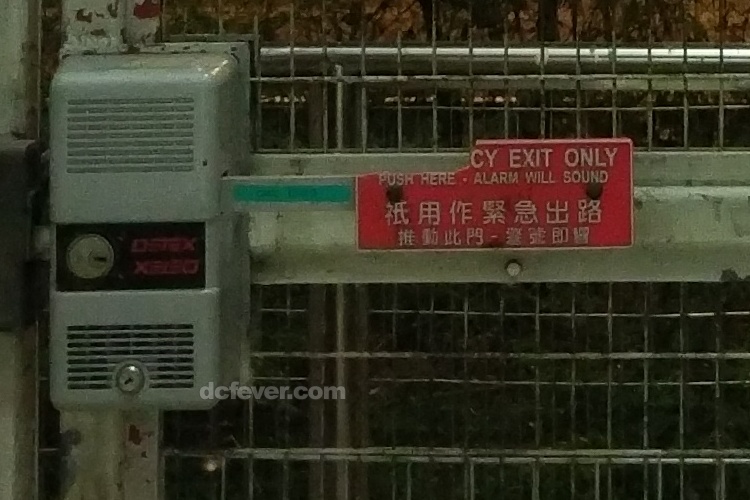 CY EXIT ONLY
PUSH HERE - ALARM WILL SOUND
祇用作緊急出路
推動此門 - 警號即響
DETEX
dcfever.com